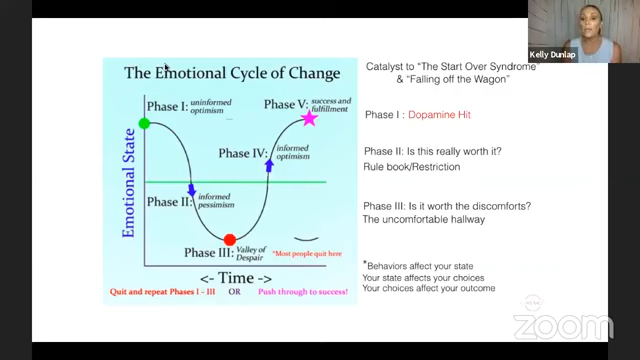 Kelly Dunlap
The Emotional Cycle of Change
Phase I: uninformed
optimism
Phase V: success and
fulfillment
Phase IV: informed
optimism
Phase II: informed
pessimism
Phase III: Valley of
Despair
*Most people quit here
Emotional State
<- Time ->
Quit and repeat Phases I - III OR Push through to success!
Catalyst to "The Start Over Syndrome"
& "Falling off the Wagon"
Phase I : Dopamine Hit
Phase II: Is this really worth it?
Rule book/Restriction
Phase III: Is it worth the discomforts?
The uncomfortable hallway
*Behaviors affect your state
Your state affects your choices
Your choices affect your outcome
zoom